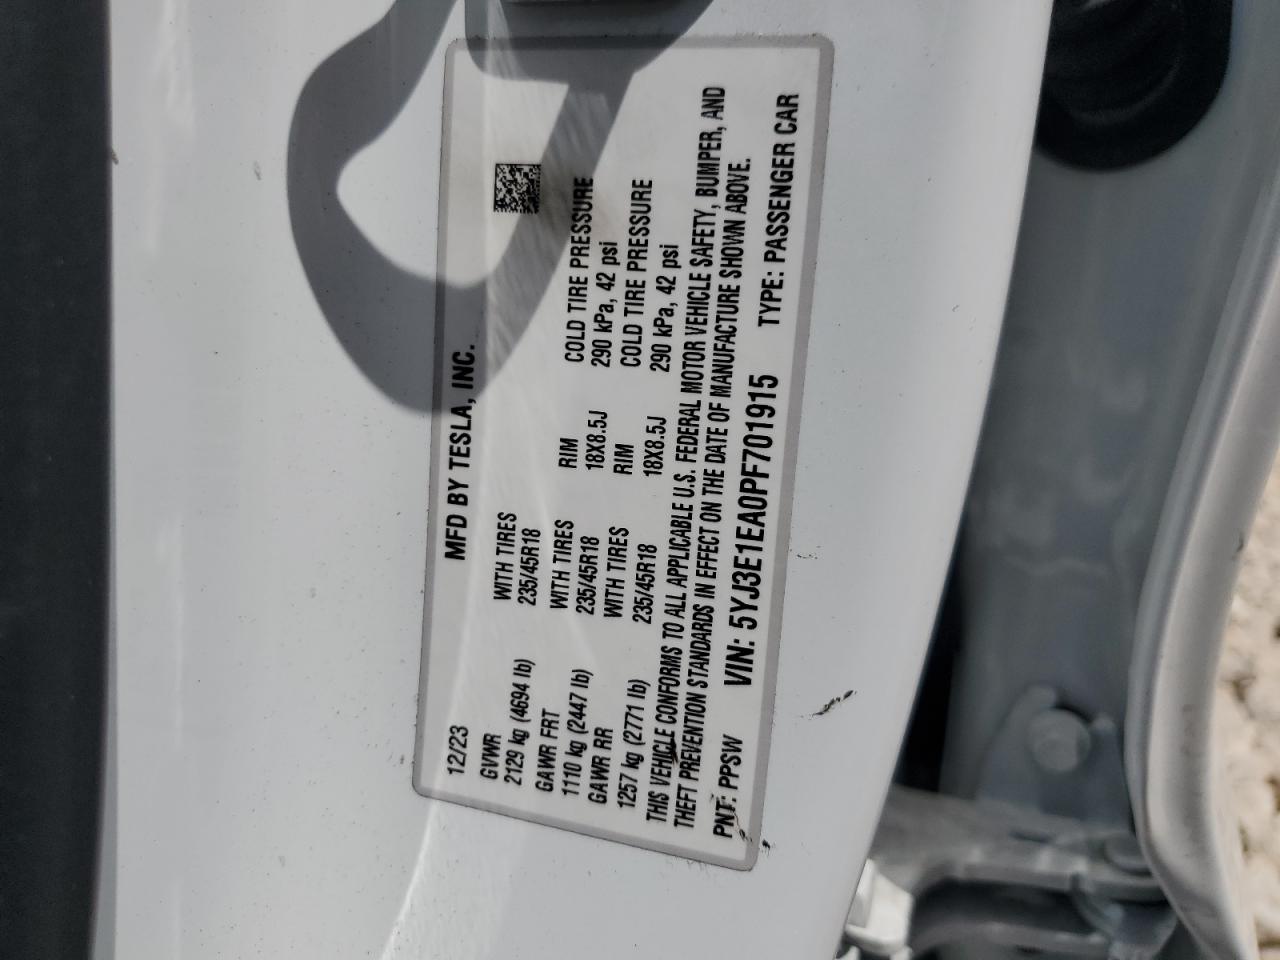 MFD BY TESLA, INC.
12/23
GVWR WITH TIRES
2129 kg (4694 lb) 235/45R18
GAWR FRT WITH TIRES RIM COLD TIRE PRESSURE
1110 kg (2447 lb) 235/45R18 18X8.5J 290 kPa, 42 psi
GAWR RR WITH TIRES RIM COLD TIRE PRESSURE
1257 kg (2771 lb) 235/45R18 18X8.5J 290 kPa, 42 psi
THIS VEHICLE CONFORMS TO ALL APPLICABLE U.S. FEDERAL MOTOR VEHICLE SAFETY, BUMPER, AND
THEFT PREVENTION STANDARDS IN EFFECT ON THE DATE OF MANUFACTURE SHOWN ABOVE.
PNT: PPSW VIN: 5YJ3E1EA0PF701915 TYPE: PASSENGER CAR